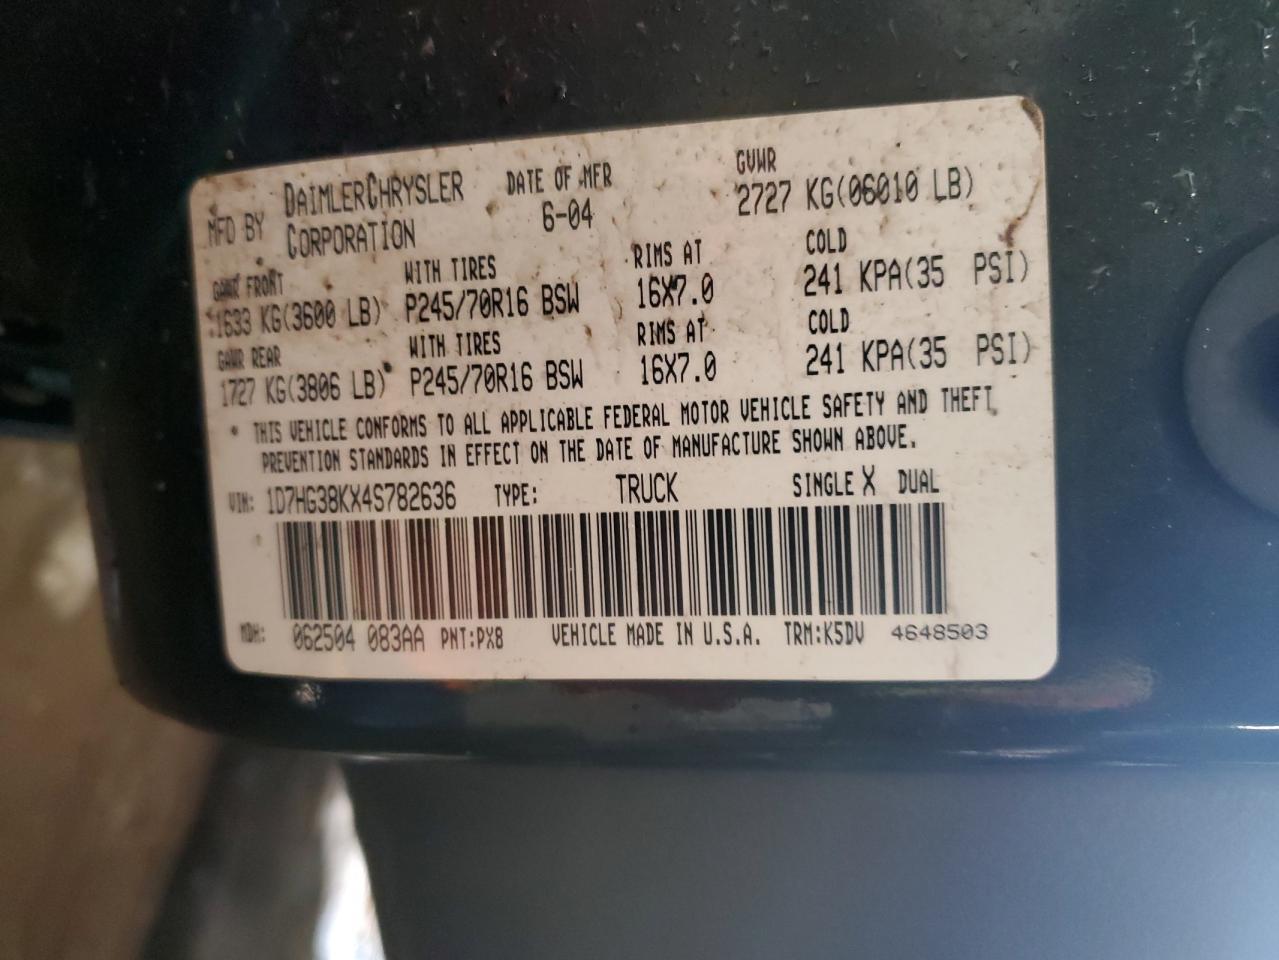 MFD BY DAIMLERCHRYSLER CORPORATION DATE OF MFR 6-04 GVWR 2727 KG(06010 LB)
GAWR FRONT WITH TIRES RIMS AT COLD
1633 KG(3600 LB) P245/70R16 BSW 16X7.0 241 KPA(35 PSI)
GAWR REAR WITH TIRES RIMS AT COLD
1727 KG(3806 LB) P245/70R16 BSW 16X7.0 241 KPA(35 PSI)
* THIS VEHICLE CONFORMS TO ALL APPLICABLE FEDERAL MOTOR VEHICLE SAFETY AND THEFT
PREVENTION STANDARDS IN EFFECT ON THE DATE OF MANUFACTURE SHOWN ABOVE.
VIN: 1D7HG38KX4S782636 TYPE: TRUCK SINGLE X DUAL
MDH: 062504 083AA PNT:PX8 VEHICLE MADE IN U.S.A. TRM:K5DV 4648503